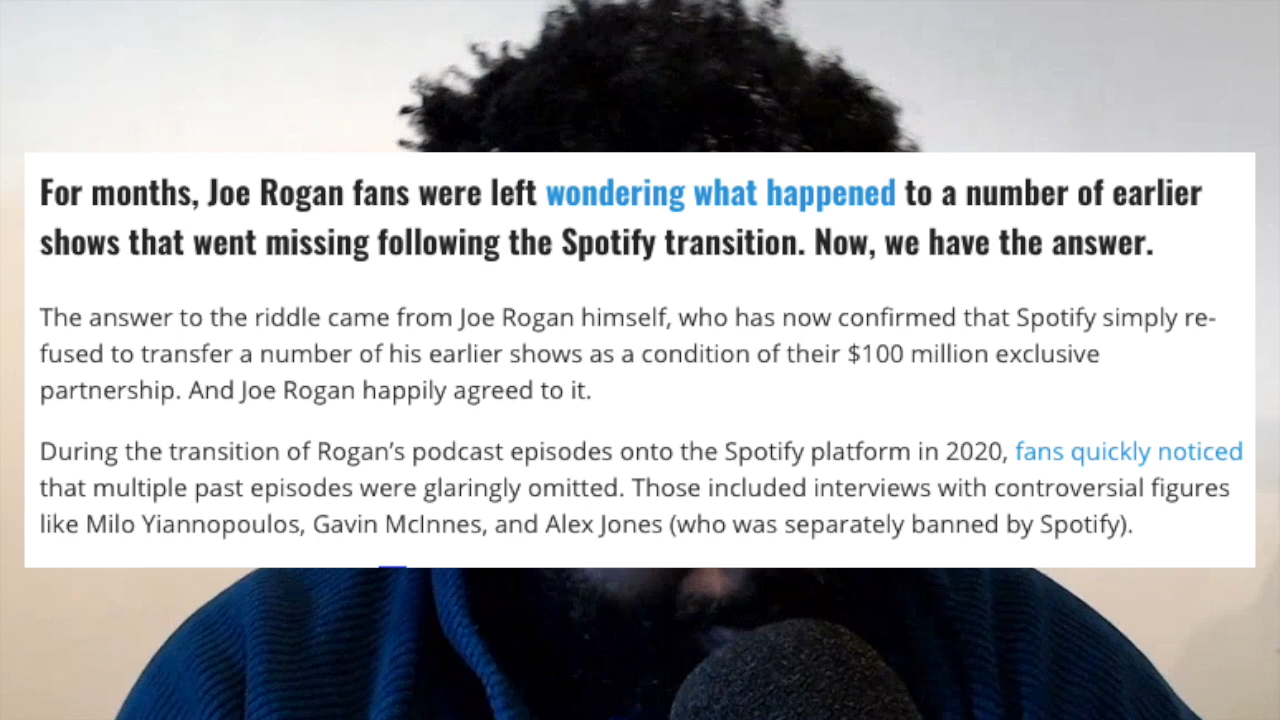 For months, Joe Rogan fans were left wondering what happened to a number of earlier
shows that went missing following the Spotify transition. Now, we have the answer.
The answer to the riddle came from Joe Rogan himself, who has now confirmed that Spotify simply re-
fused to transfer a number of his earlier shows as a condition of their $100 million exclusive
partnership. And Joe Rogan happily agreed to it.
During the transition of Rogan’s podcast episodes onto the Spotify platform in 2020, fans quickly noticed
that multiple past episodes were glaringly omitted. Those included interviews with controversial figures
like Milo Yiannopoulos, Gavin McInnes, and Alex Jones (who was separately banned by Spotify).